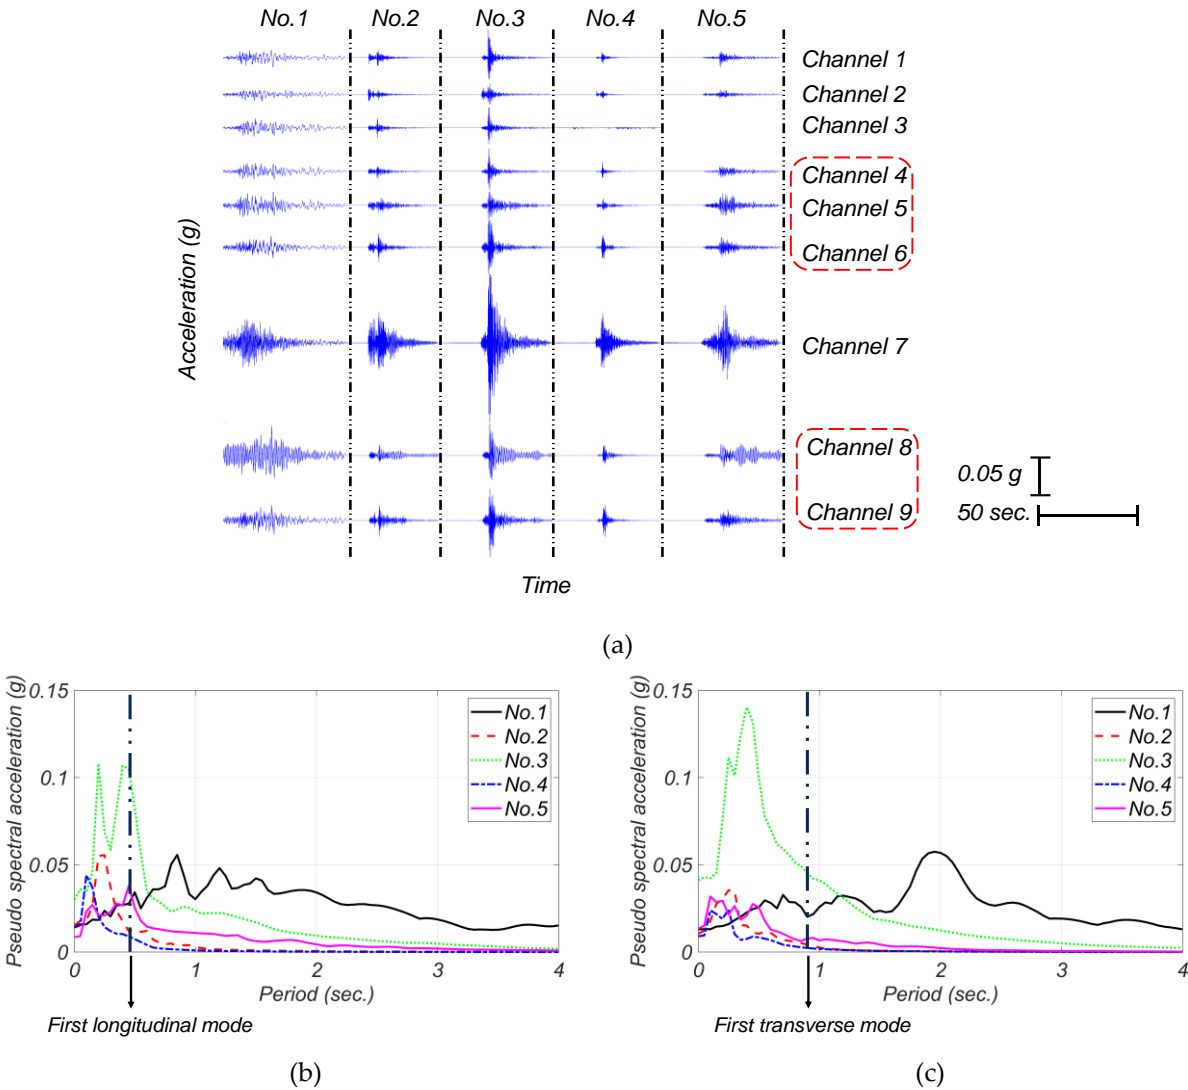 No.1 No.2 No.3 No.4 No.5
Channel 1
Channel 2
Channel 3
Channel 4
Channel 5
Channel 6
Channel 7
Channel 8
Channel 9
Acceleration (g)
0.05 g
50 sec.
Time
(a)
Pseudo spectral acceleration (g)
0.15
0.1
0.05
0
0 1 2 3 4
Period (sec.)
No.1
No.2
No.3
No.4
No.5
First longitudinal mode
(b)
Pseudo spectral acceleration (g)
0.15
0.1
0.05
0
0 1 2 3 4
Period (sec.)
No.1
No.2
No.3
No.4
No.5
First transverse mode
(c)